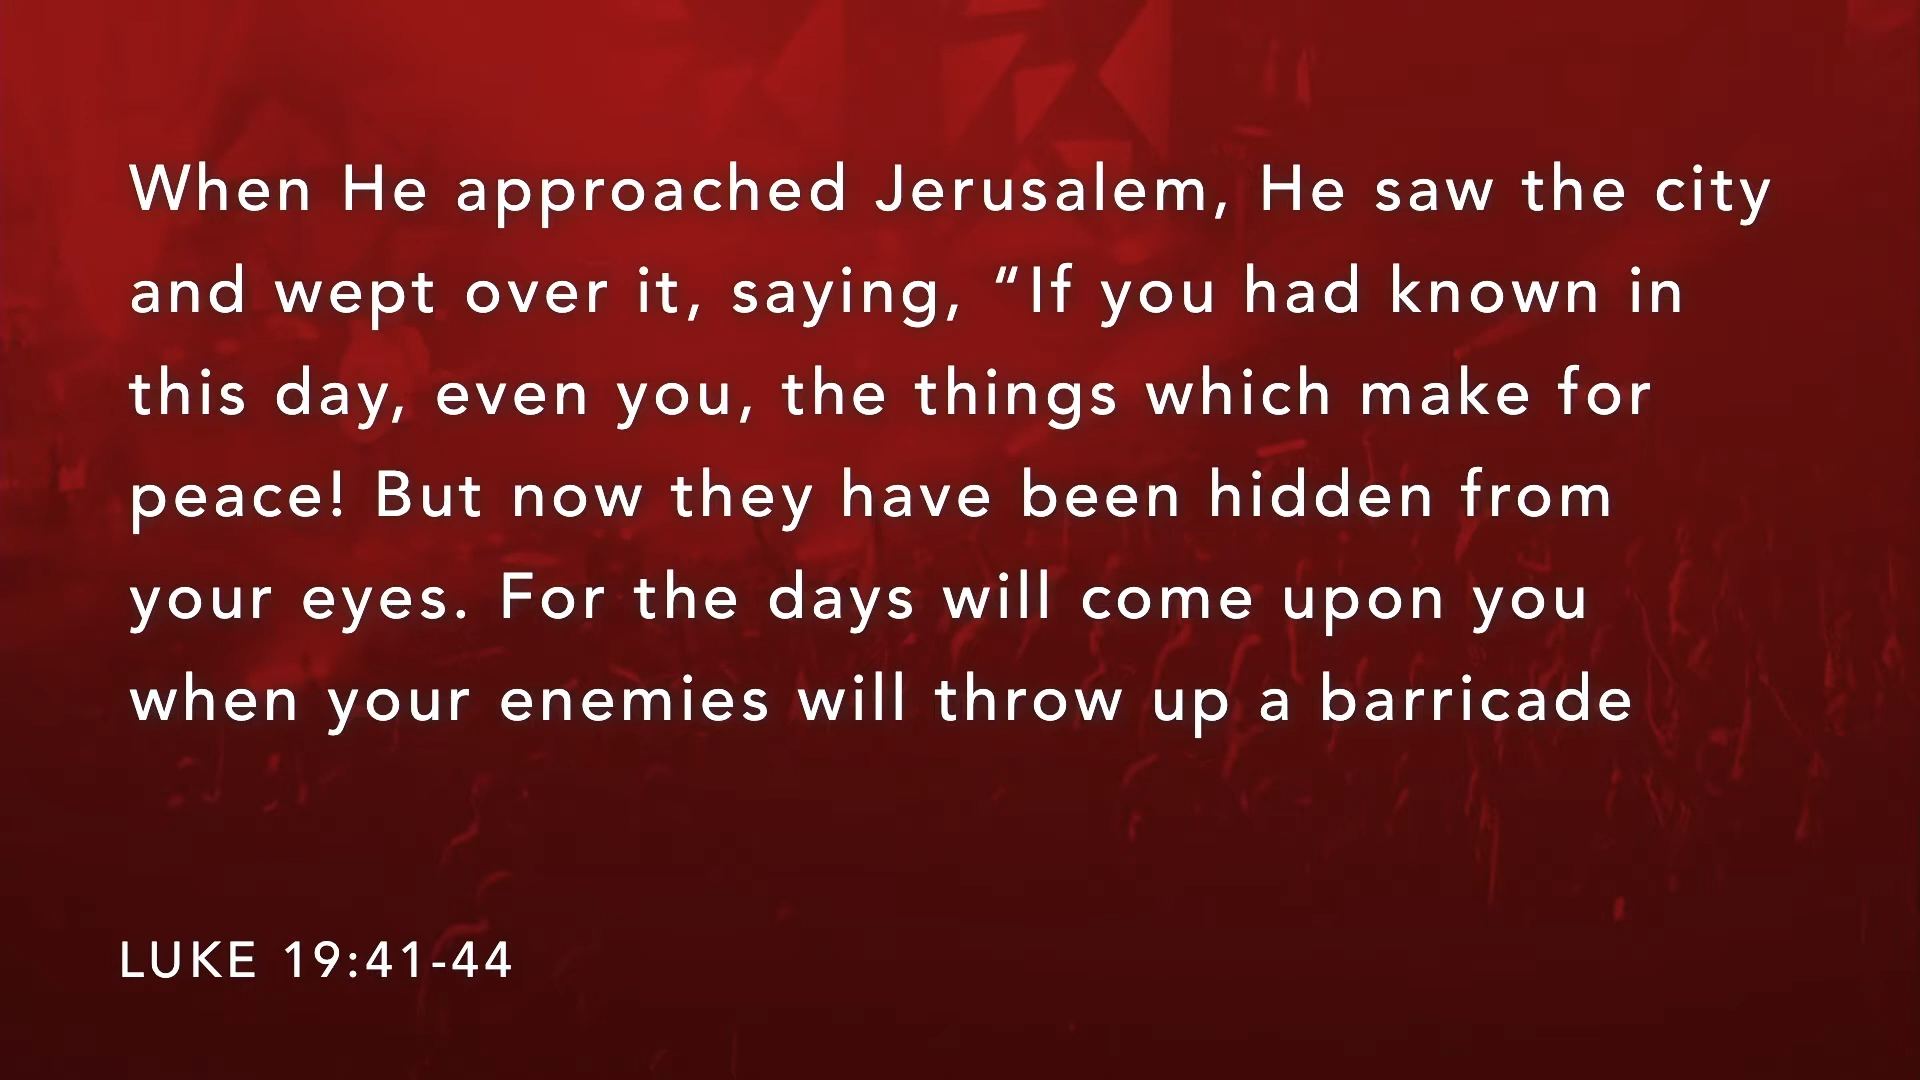 When He approached Jerusalem, He saw the city
and wept over it, saying, “If you had known in
this day, even you, the things which make for
peace! But now they have been hidden from
your eyes. For the days will come upon you
when your enemies will throw up a barricade
LUKE 19:41-44